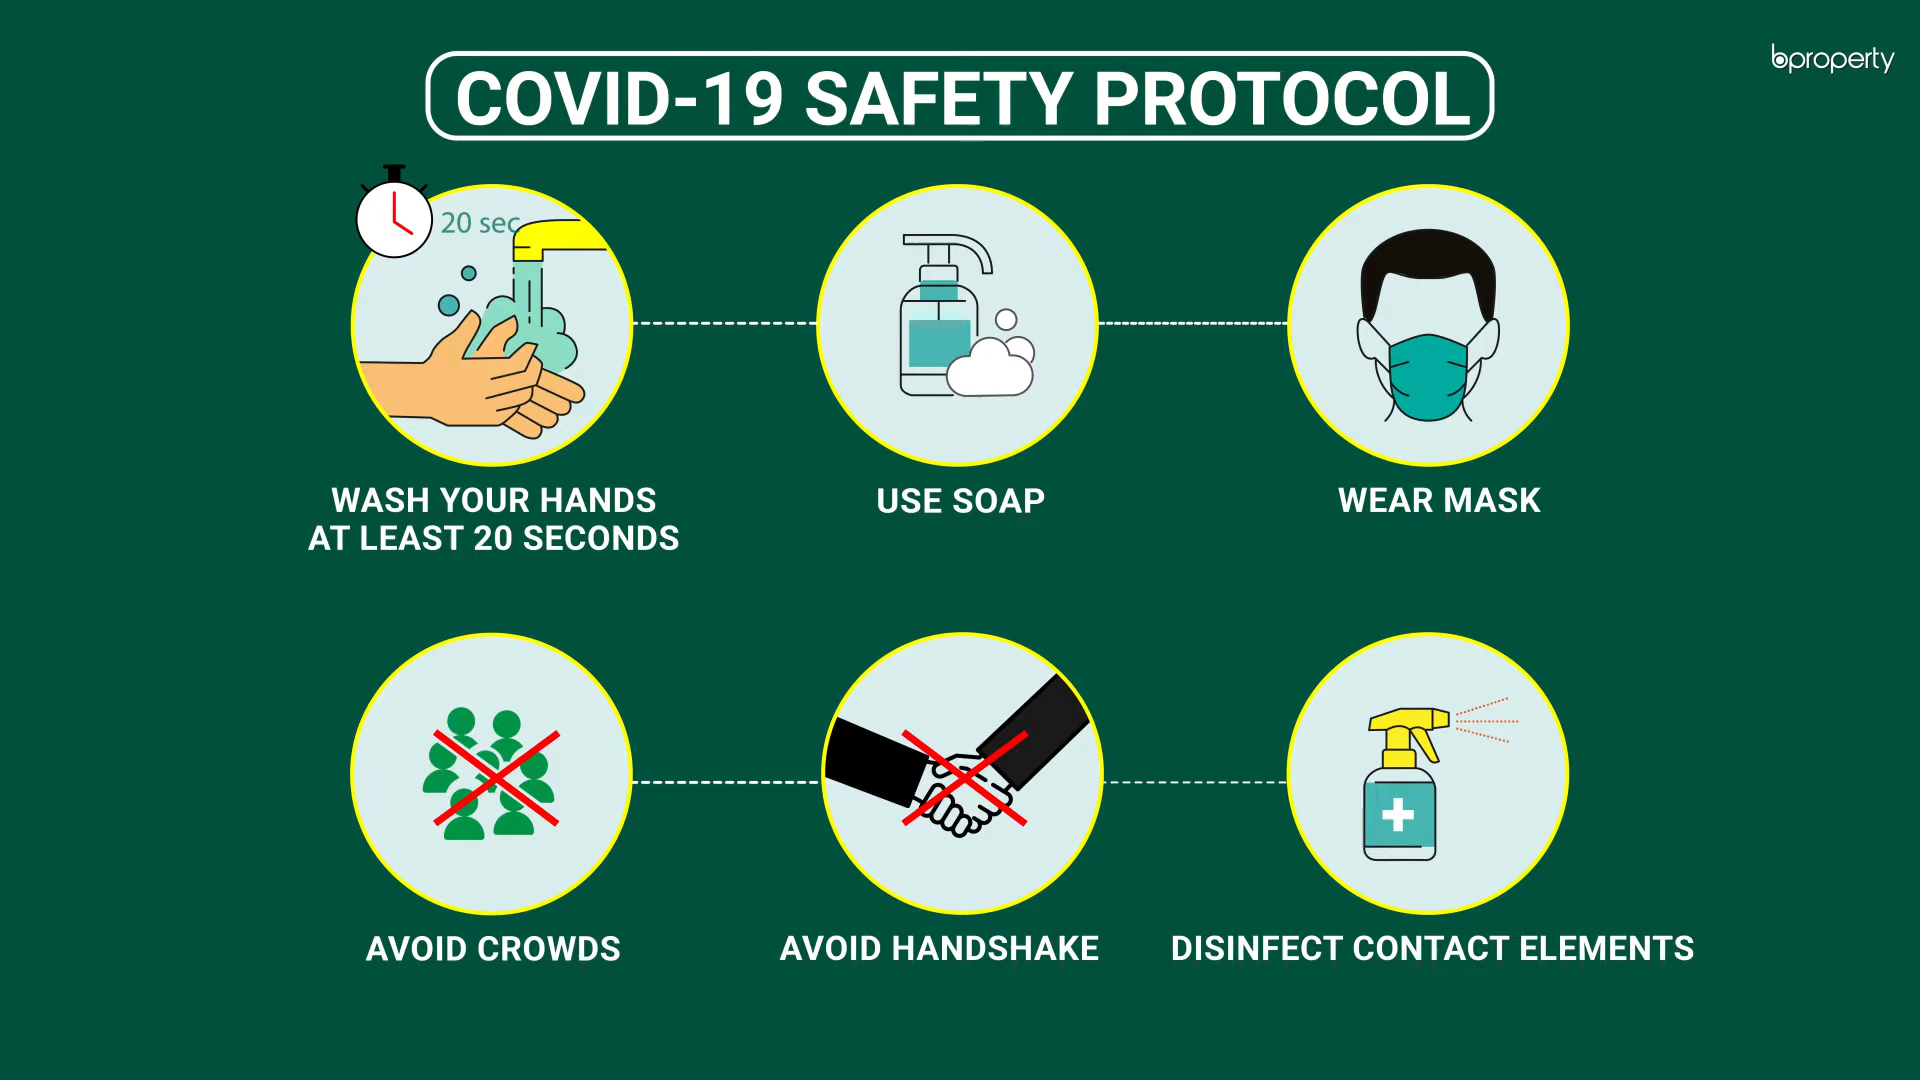 COVID-19 SAFETY PROTOCOL
bproperty
20 sec
WASH YOUR HANDS
AT LEAST 20 SECONDS
USE SOAP
WEAR MASK
AVOID CROWDS
AVOID HANDSHAKE
DISINFECT CONTACT ELEMENTS